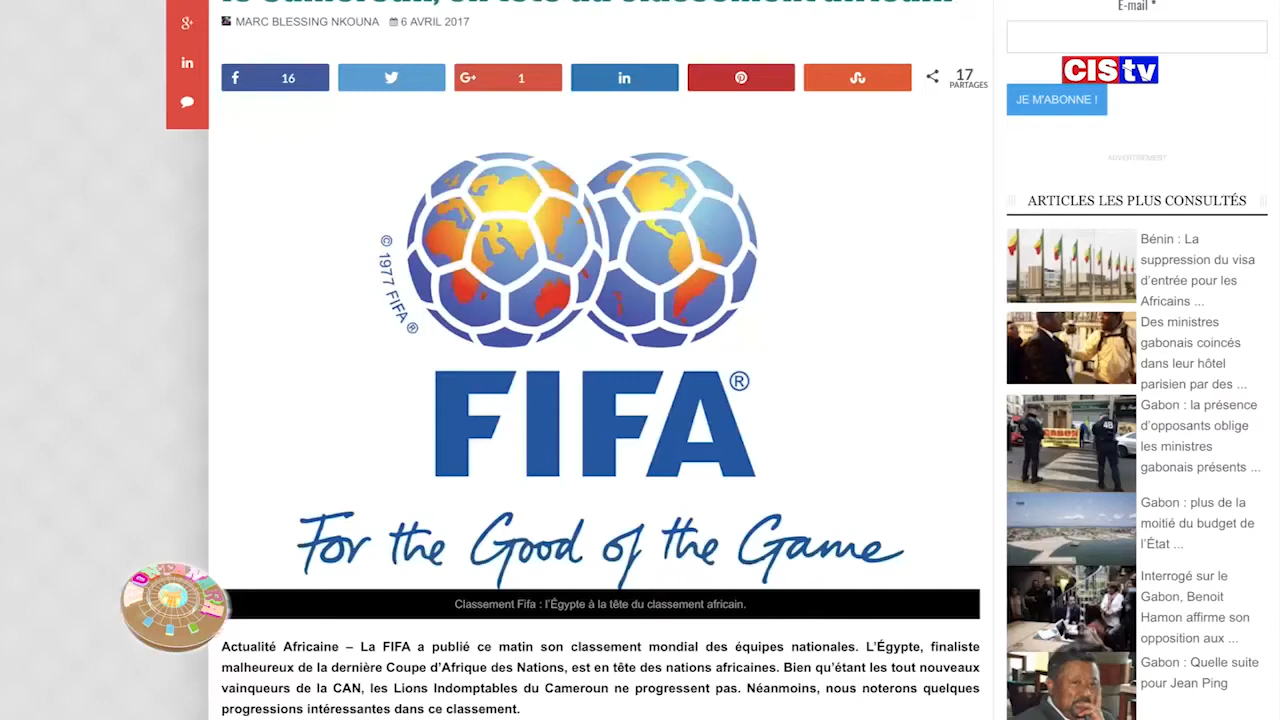 MARC BLESSING NKOUNA 6 AVRIL 2017
16
1
17
PARTAGES
© 1977 FIFA ®
FIFA®
For the Good of the Game
Classement Fifa : l'Égypte à la tête du classement africain.
Actualité Africaine – La FIFA a publié ce matin son classement mondial des équipes nationales. L'Égypte, finaliste
malheureux de la dernière Coupe d'Afrique des Nations, est en tête des nations africaines. Bien qu'étant les tout nouveaux
vainqueurs de la CAN, les Lions Indomptables du Cameroun ne progressent pas. Néanmoins, nous noterons quelques
progressions intéressantes dans ce classement.
E-mail *
CIS tv
JE M'ABONNE !
ADVERTISEMENT
ARTICLES LES PLUS CONSULTÉS
Bénin : La
suppression du visa
d'entrée pour les
Africains ...
Des ministres
gabonais coincés
dans leur hôtel
parisien par des ...
Gabon : la présence
d'opposants oblige
les ministres
gabonais présents ...
Gabon : plus de la
moitié du budget de
l'État ...
Interrogé sur le
Gabon, Benoit
Hamon affirme son
opposition aux ...
Gabon : Quelle suite
pour Jean Ping